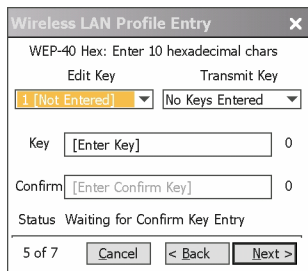 Wireless LAN Profile Entry
WEP-40 Hex: Enter 10 hexadecimal chars
Edit Key Transmit Key
1 [Not Entered] No Keys Entered
Key [Enter Key] 0
Confirm [Enter Confirm Key] 0
Status Waiting for Confirm Key Entry
5 of 7 Cancel < Back Next >